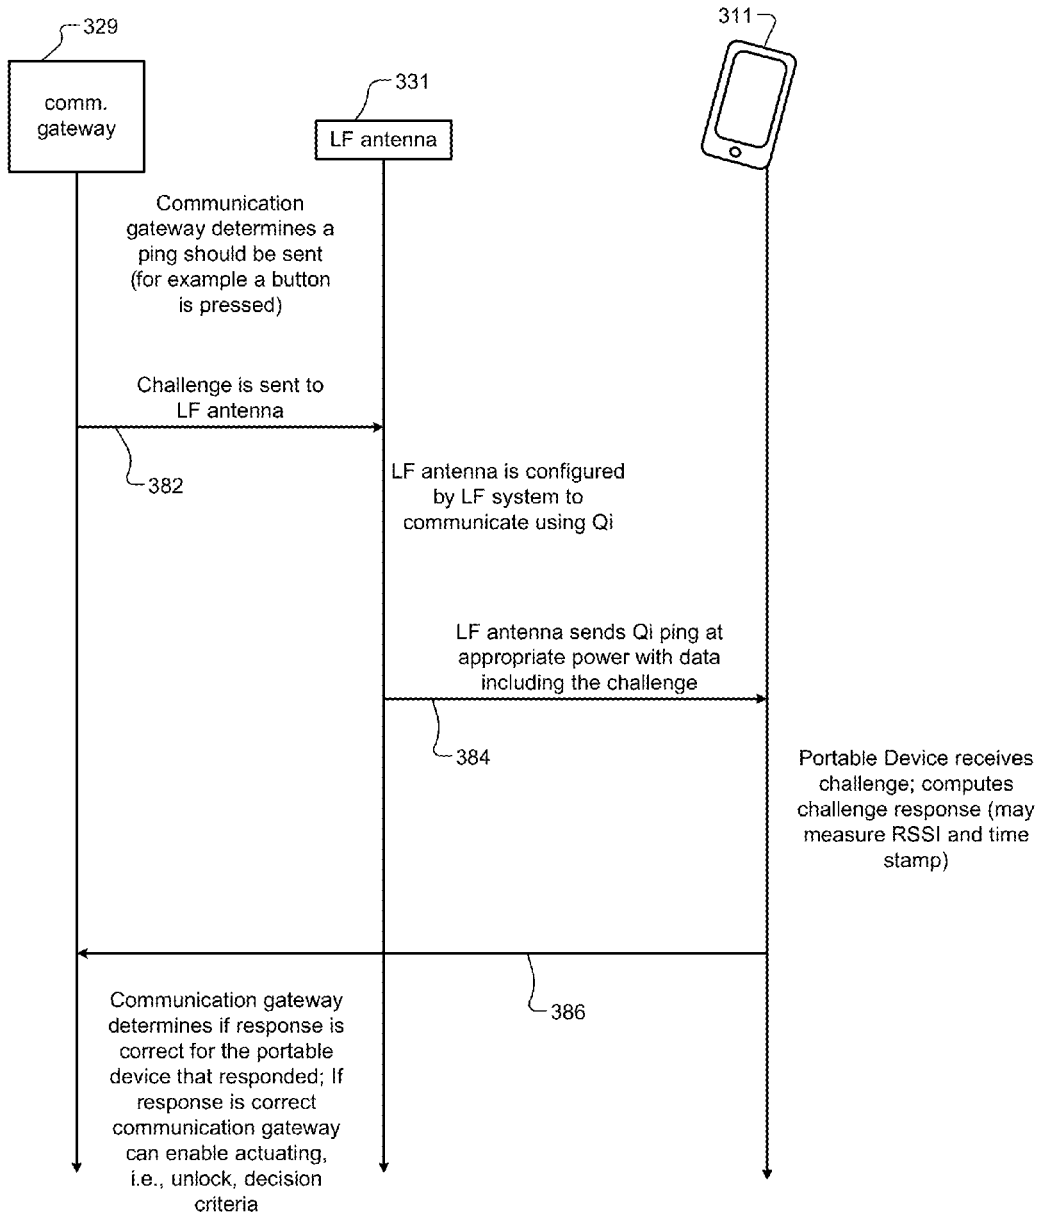 329
311
comm.
gateway
331
LF antenna
Communication
gateway determines a
ping should be sent
(for example a button
is pressed)
Challenge is sent to
LF antenna
382
LF antenna is configured
by LF system to
communicate using Qi
LF antenna sends Qi ping at
appropriate power with data
including the challenge
384
Portable Device receives
challenge; computes
challenge response (may
measure RSSI and time
stamp)
386
Communication gateway
determines if response is
correct for the portable
device that responded; If
response is correct
communication gateway
can enable actuating,
i.e., unlock, decision
criteria